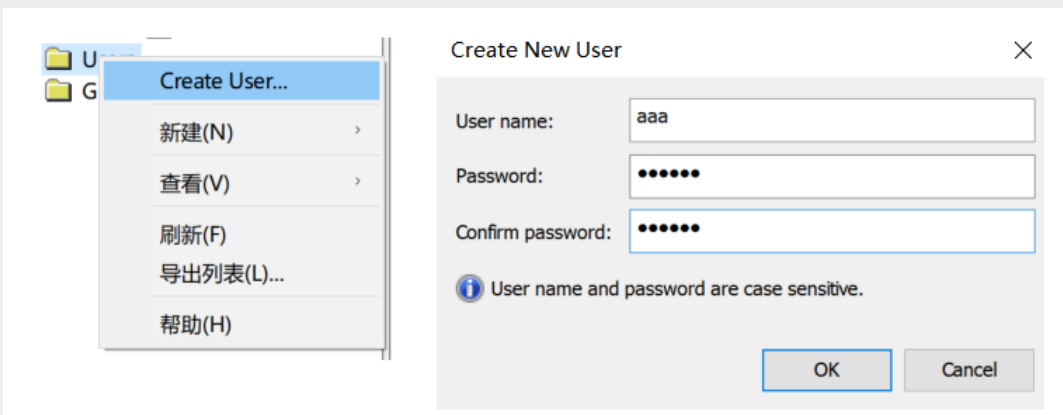 Create User...
新建(N)
查看(V)
刷新(F)
导出列表(L)...
帮助(H)
Create New User
User name:
aaa
Password:
••••••
Confirm password:
••••••
User name and password are case sensitive.
OK
Cancel